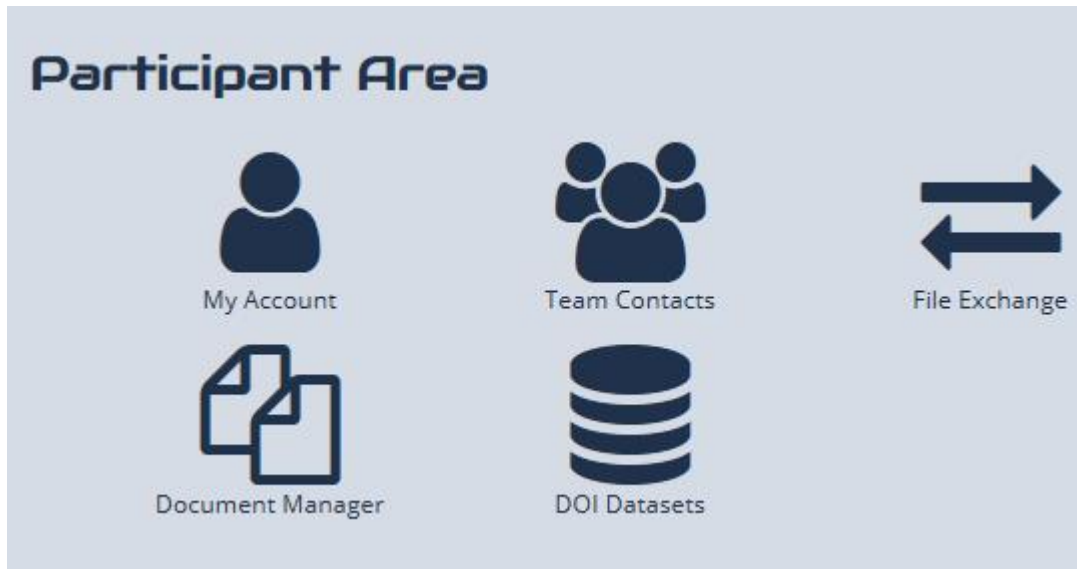 Participant Area
My Account
Team Contacts
File Exchange
Document Manager
DOI Datasets